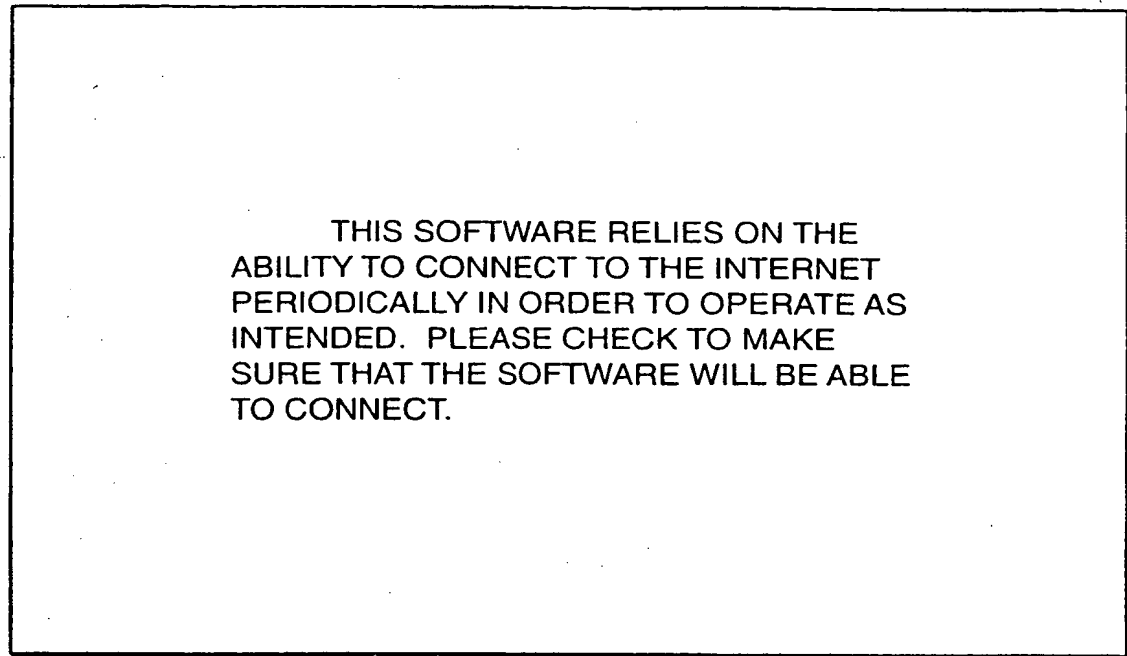 THIS SOFTWARE RELIES ON THE
ABILITY TO CONNECT TO THE INTERNET
PERIODICALLY IN ORDER TO OPERATE AS
INTENDED. PLEASE CHECK TO MAKE
SURE THAT THE SOFTWARE WILL BE ABLE
TO CONNECT.